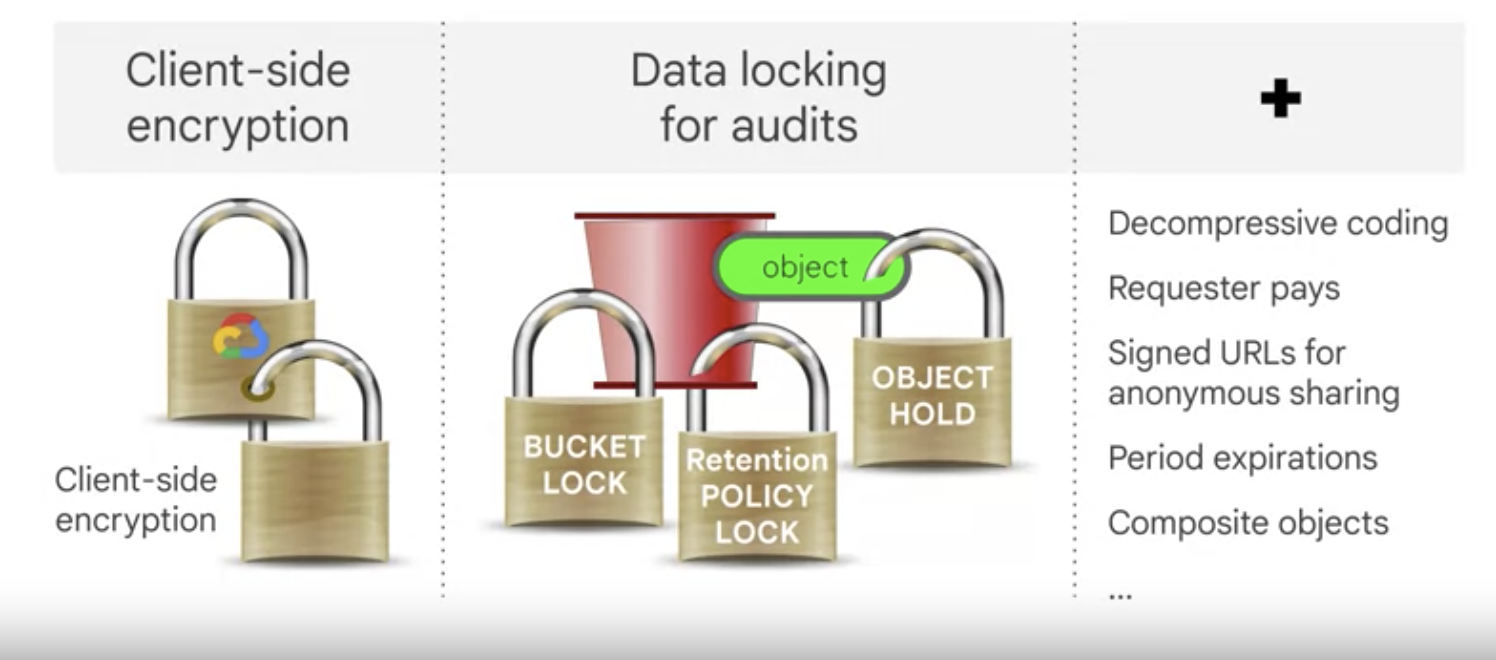 Client-side
encryption
Data locking
for audits
+
Client-side
encryption
object
BUCKET
LOCK
Retention
POLICY
LOCK
OBJECT
HOLD
Decompressive coding
Requester pays
Signed URLs for
anonymous sharing
Period expirations
Composite objects
...